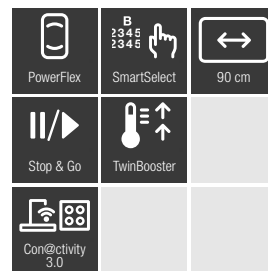 B
2345
2345
PowerFlex
SmartSelect
90 cm
Stop & Go
TwinBooster
Con@ctivity
3.0